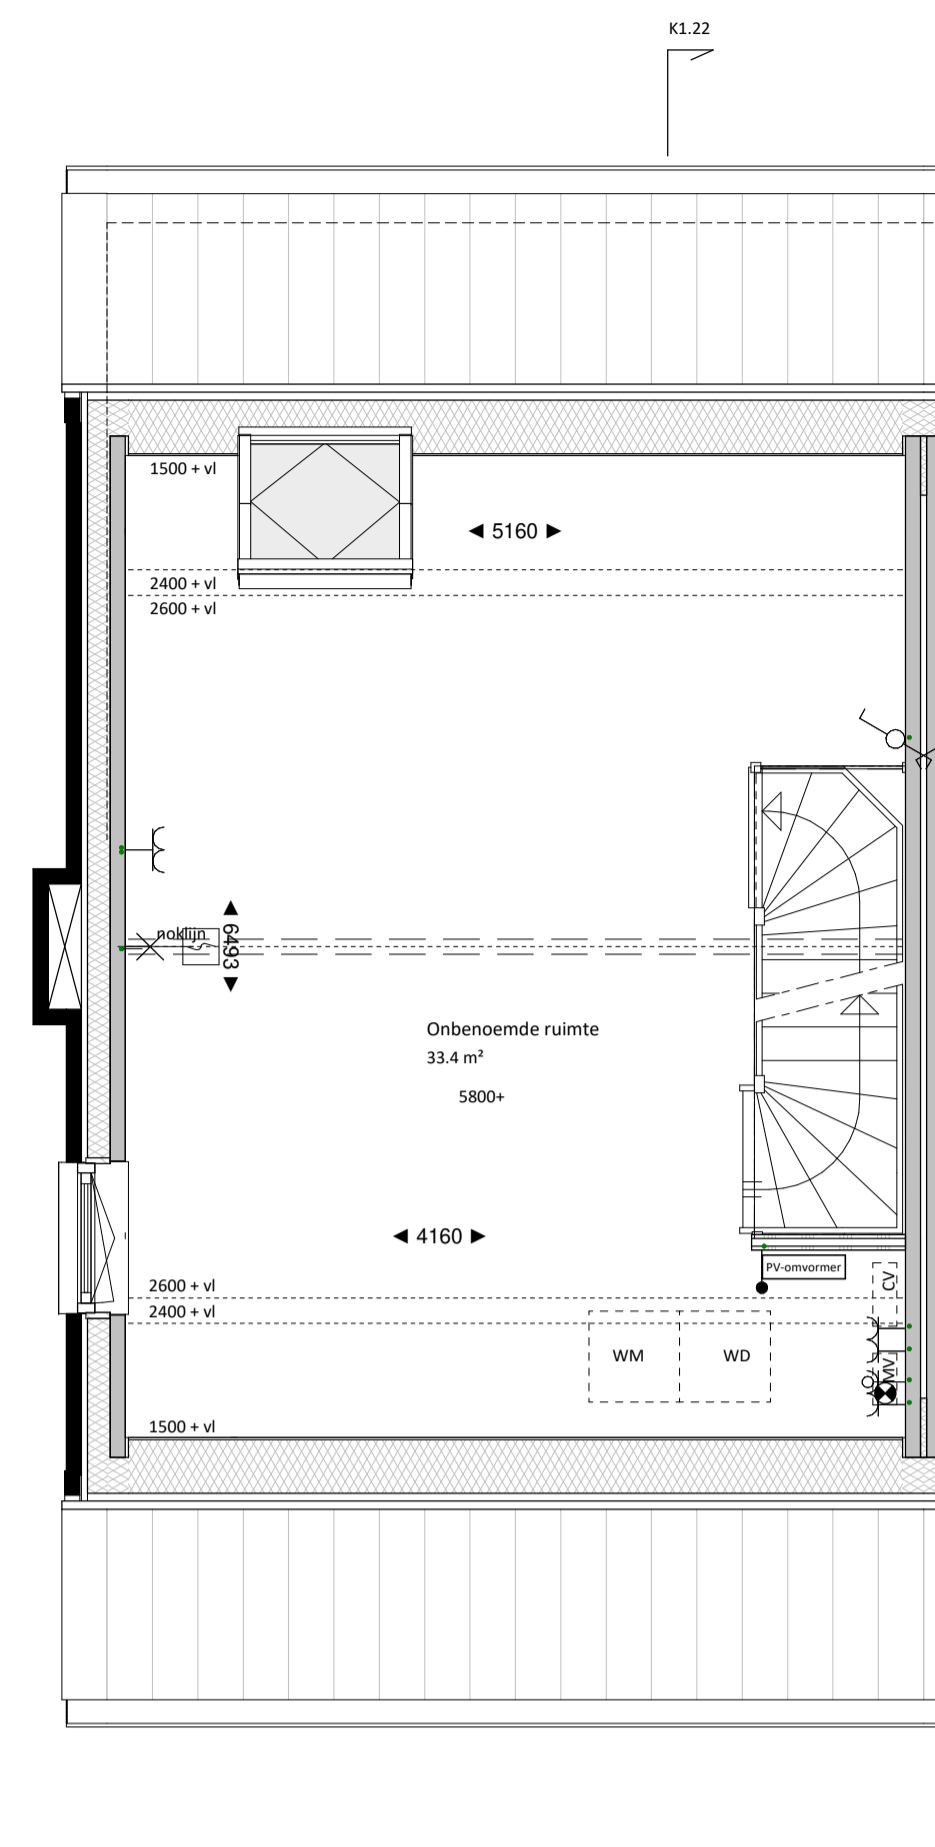 K1.22
1500 + vl
5160
2400 + vl
2600 + vl
noklijn
6493
Onbenoemde ruimte
33.4 m²
5800+
4160
PV-omvormer
CV
2600 + vl
2400 + vl
WM
WD
MV
1500 + vl